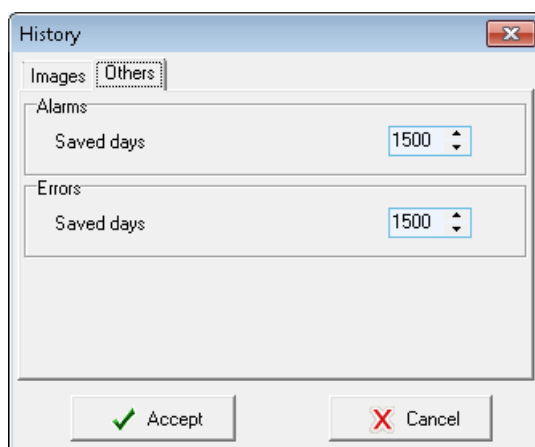 History
Images Others
Alarms
Saved days 1500
Errors
Saved days 1500
Accept Cancel